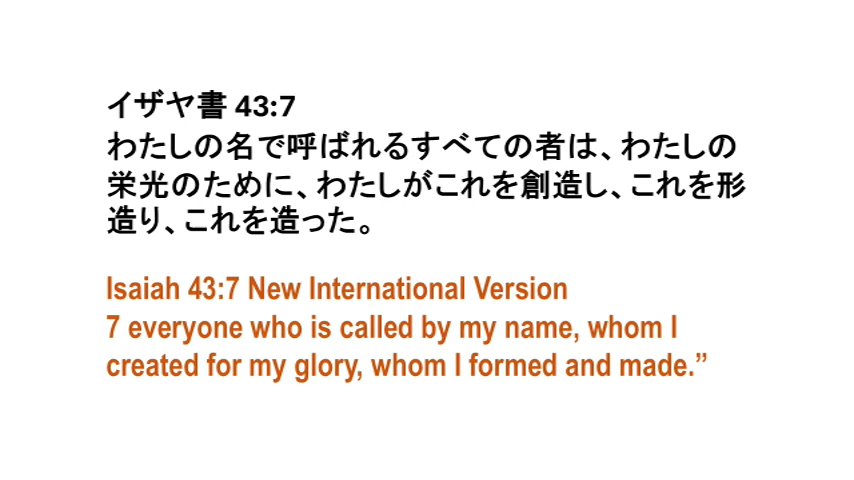 イザヤ書 43:7
わたしの名で呼ばれるすべての者は、わたしの
栄光のために、わたしがこれを創造し、これを形
造り、これを造った。
Isaiah 43:7 New International Version
7 everyone who is called by my name, whom I
created for my glory, whom I formed and made.”